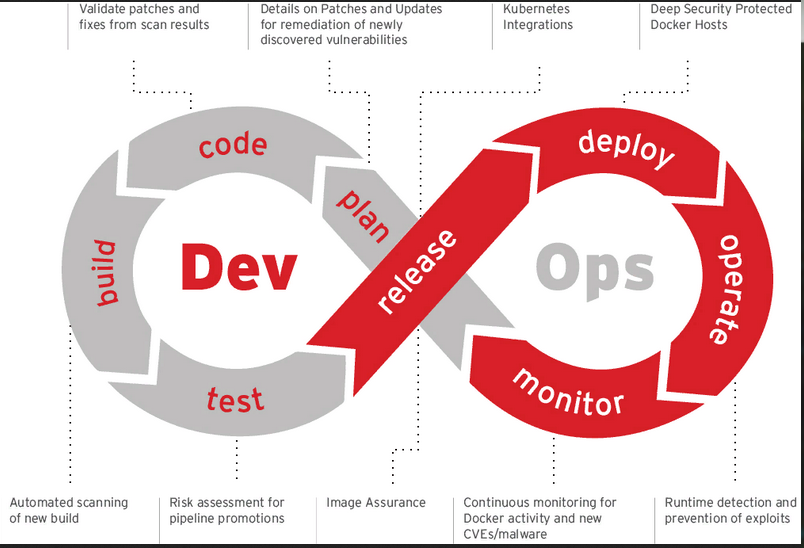 Validate patches and
fixes from scan results
Details on Patches and Updates
for remediation of newly
discovered vulnerabilities
Kubernetes
Integrations
Deep Security Protected
Docker Hosts
code
plan
build
Dev
test
release
deploy
Ops
operate
monitor
Automated scanning
of new build
Risk assessment for
pipeline promotions
Image Assurance
Continuous monitoring for
Docker activity and new
CVEs/malware
Runtime detection and
prevention of exploits